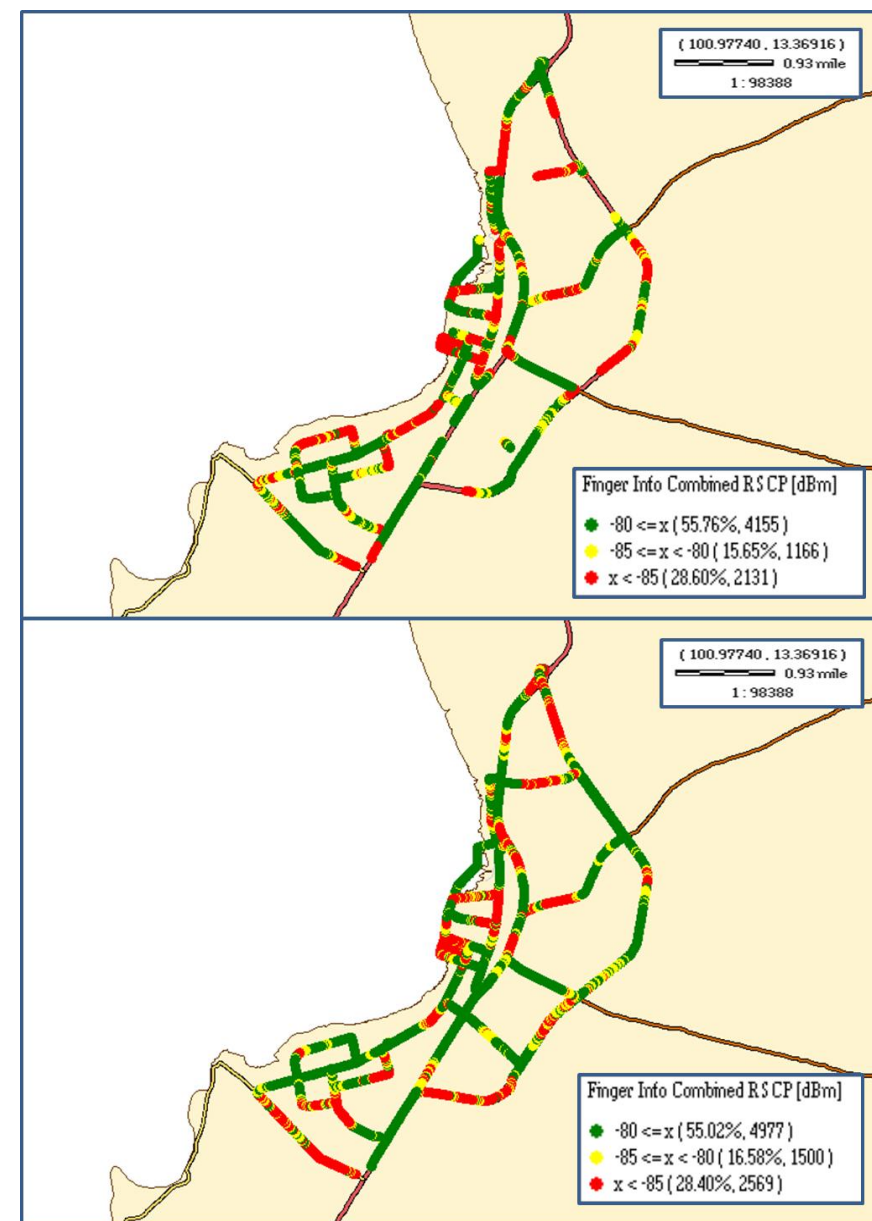 ( 100.97740 , 13.36916 )
0.93 mile
1 : 98388
Finger Info Combined RSCP [dBm]
-80 <= x ( 55.76%, 4155 )
-85 <= x < -80 ( 15.65%, 1166 )
x < -85 ( 28.60%, 2131 )
( 100.97740 , 13.36916 )
0.93 mile
1 : 98388
Finger Info Combined RSCP [dBm]
-80 <= x ( 55.02%, 4977 )
-85 <= x < -80 ( 16.58%, 1500 )
x < -85 ( 28.40%, 2569 )